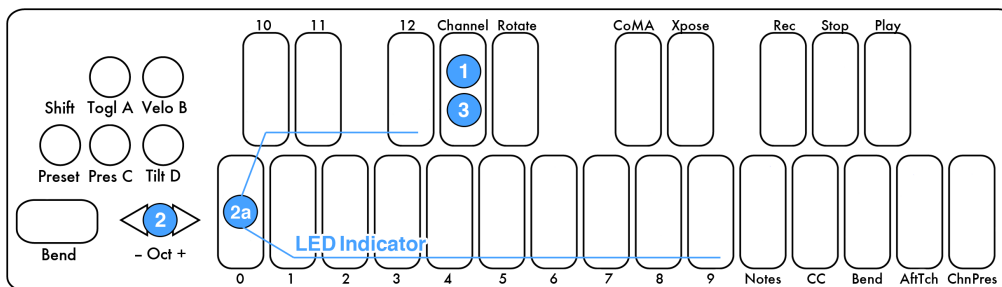 10 11 12 Channel Rotate CoMA Xpose Rec Stop Play
1
Shift Togl A Velo B
3
Preset Pres C Tilt D
2a
2
LED Indicator
Bend – Oct +
0 1 2 3 4 5 6 7 8 9 Notes CC Bend AftTch ChnPres